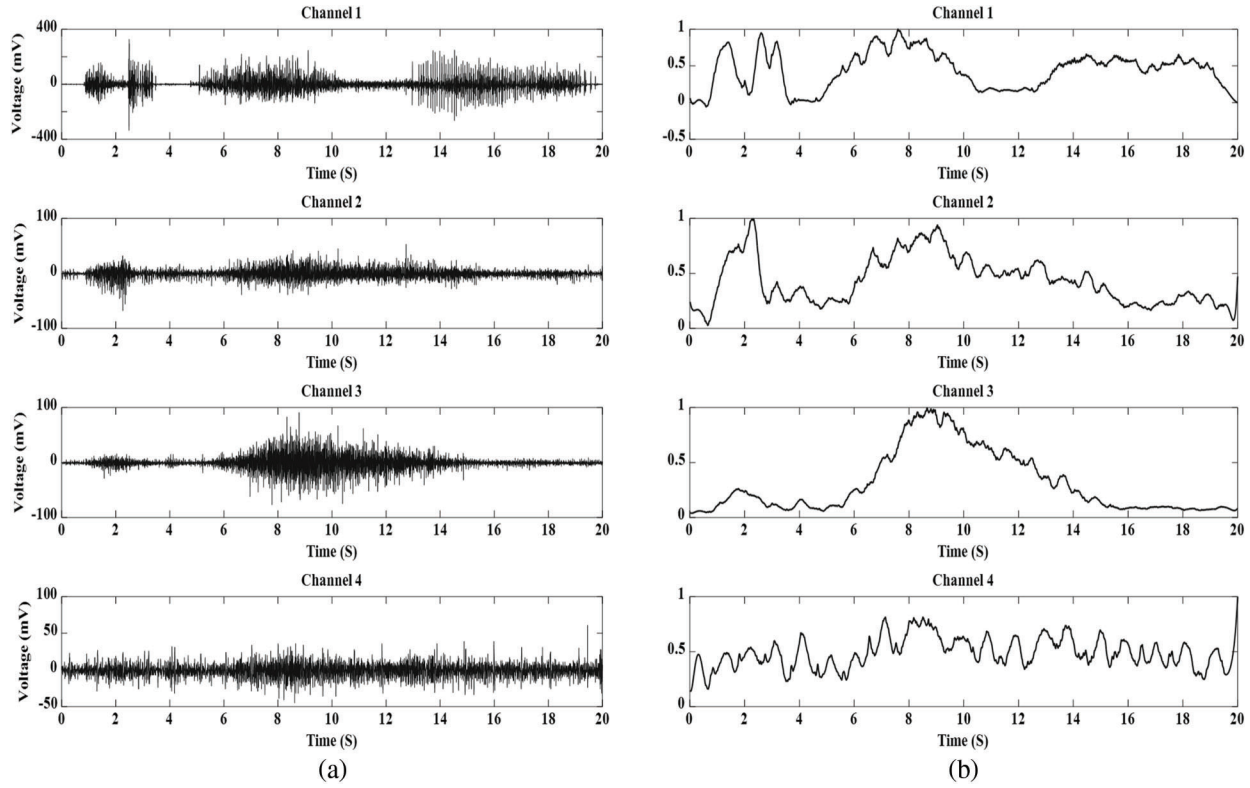 Channel 1
Voltage (mV)
400
0
-400
0 2 4 6 8 10 12 14 16 18 20
Time (S)
Channel 2
Voltage (mV)
100
0
-100
0 2 4 6 8 10 12 14 16 18 20
Time (S)
Channel 3
Voltage (mV)
100
0
-100
0 2 4 6 8 10 12 14 16 18 20
Time (S)
Channel 4
Voltage (mV)
100
50
0
-50
0 2 4 6 8 10 12 14 16 18 20
Time (S)
(a)
Channel 1
1
0.5
0
-0.5
0 2 4 6 8 10 12 14 16 18 20
Time (S)
Channel 2
1
0.5
0
0 2 4 6 8 10 12 14 16 18 20
Time (S)
Channel 3
1
0.5
0
0 2 4 6 8 10 12 14 16 18 20
Time (S)
Channel 4
1
0.5
0
0 2 4 6 8 10 12 14 16 18 20
Time (S)
(b)